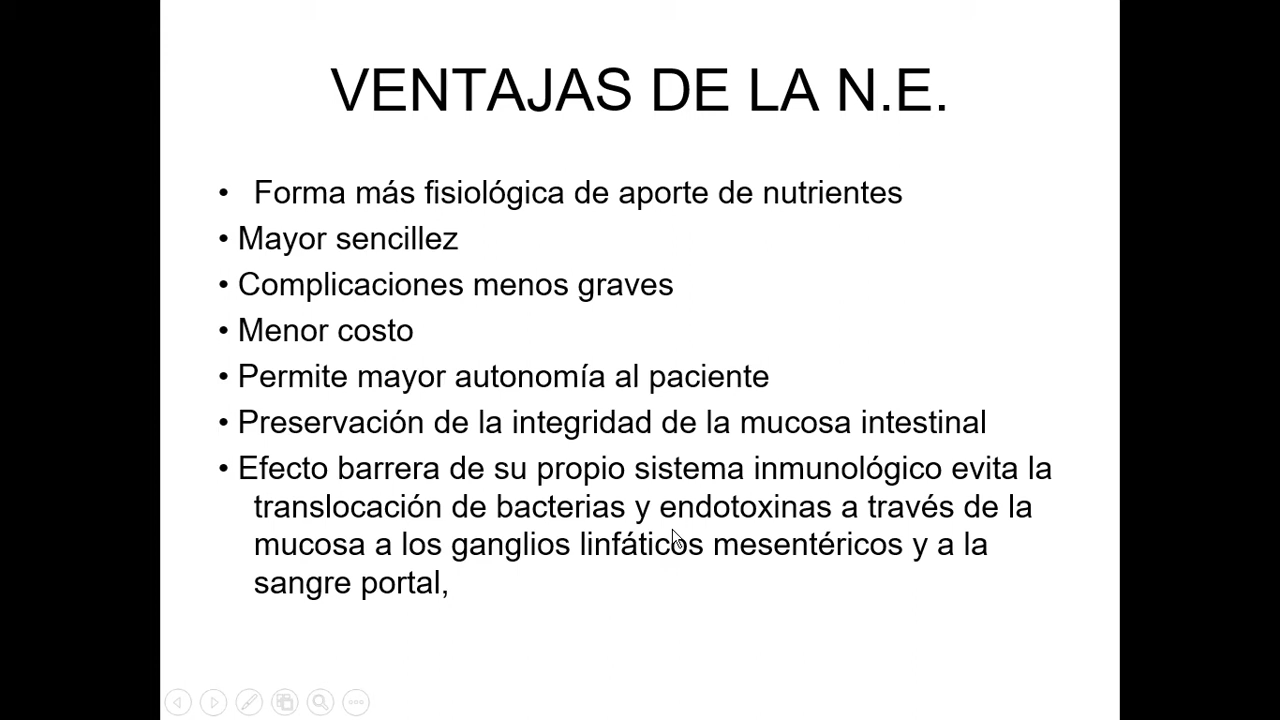 VENTAJAS DE LA N.E.
• Forma más fisiológica de aporte de nutrientes
• Mayor sencillez
• Complicaciones menos graves
• Menor costo
• Permite mayor autonomía al paciente
• Preservación de la integridad de la mucosa intestinal
• Efecto barrera de su propio sistema inmunológico evita la
translocación de bacterias y endotoxinas a través de la
mucosa a los ganglios linfáticos mesentéricos y a la
sangre portal,